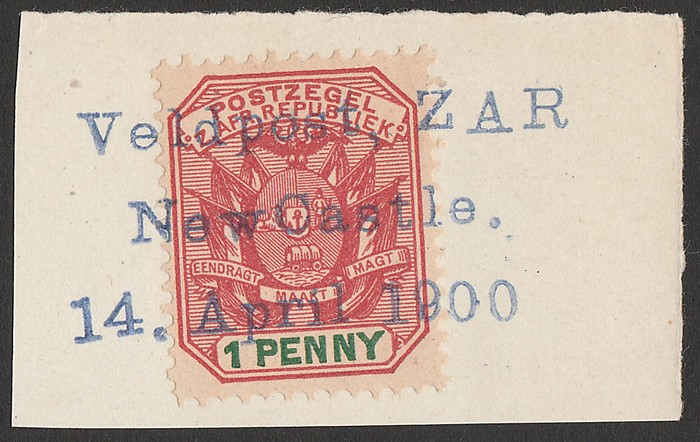 POSTZEGEL
Z. AFR. REPUBLIEK.
Veldpost, ZAR
NewCastle.
EENDRAGT MAAKT MAGT
14. April 1900
1 PENNY